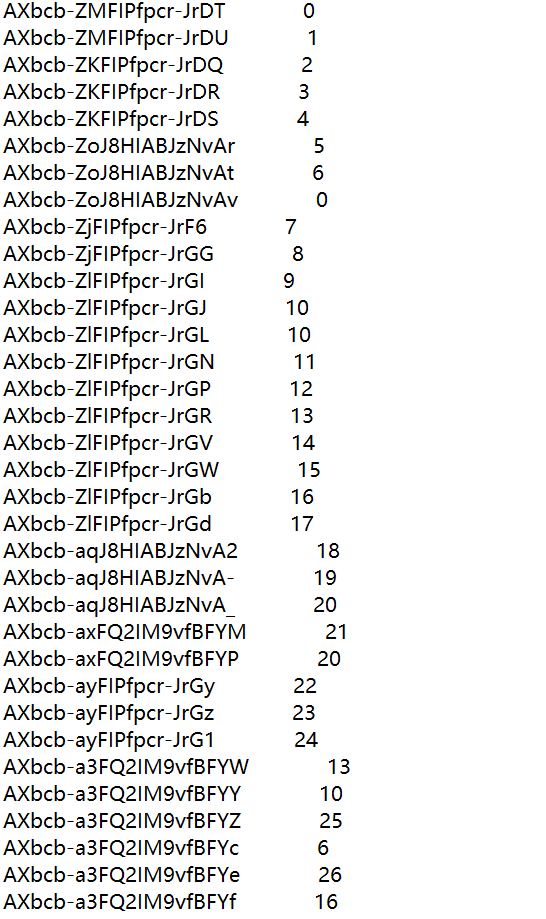 AXbcb-ZMFIPfpcr-JrDT 0
AXbcb-ZMFIPfpcr-JrDU 1
AXbcb-ZKFIPfpcr-JrDQ 2
AXbcb-ZKFIPfpcr-JrDR 3
AXbcb-ZKFIPfpcr-JrDS 4
AXbcb-ZoJ8HIABJzNvAr 5
AXbcb-ZoJ8HIABJzNvAt 6
AXbcb-ZoJ8HIABJzNvAv 0
AXbcb-ZjFIPfpcr-JrF6 7
AXbcb-ZjFIPfpcr-JrGG 8
AXbcb-ZlFIPfpcr-JrGI 9
AXbcb-ZlFIPfpcr-JrGJ 10
AXbcb-ZlFIPfpcr-JrGL 10
AXbcb-ZlFIPfpcr-JrGN 11
AXbcb-ZlFIPfpcr-JrGP 12
AXbcb-ZlFIPfpcr-JrGR 13
AXbcb-ZlFIPfpcr-JrGV 14
AXbcb-ZlFIPfpcr-JrGW 15
AXbcb-ZlFIPfpcr-JrGb 16
AXbcb-ZlFIPfpcr-JrGd 17
AXbcb-aqJ8HIABJzNvA2 18
AXbcb-aqJ8HIABJzNvA- 19
AXbcb-aqJ8HIABJzNvA_ 20
AXbcb-axFQ2IM9vfBFYM 21
AXbcb-axFQ2IM9vfBFYP 20
AXbcb-ayFIPfpcr-JrGy 22
AXbcb-ayFIPfpcr-JrGz 23
AXbcb-ayFIPfpcr-JrG1 24
AXbcb-a3FQ2IM9vfBFYW 13
AXbcb-a3FQ2IM9vfBFYY 10
AXbcb-a3FQ2IM9vfBFYZ 25
AXbcb-a3FQ2IM9vfBFYc 6
AXbcb-a3FQ2IM9vfBFYe 26
AXbcb-a3FQ2IM9vfBFYf 16